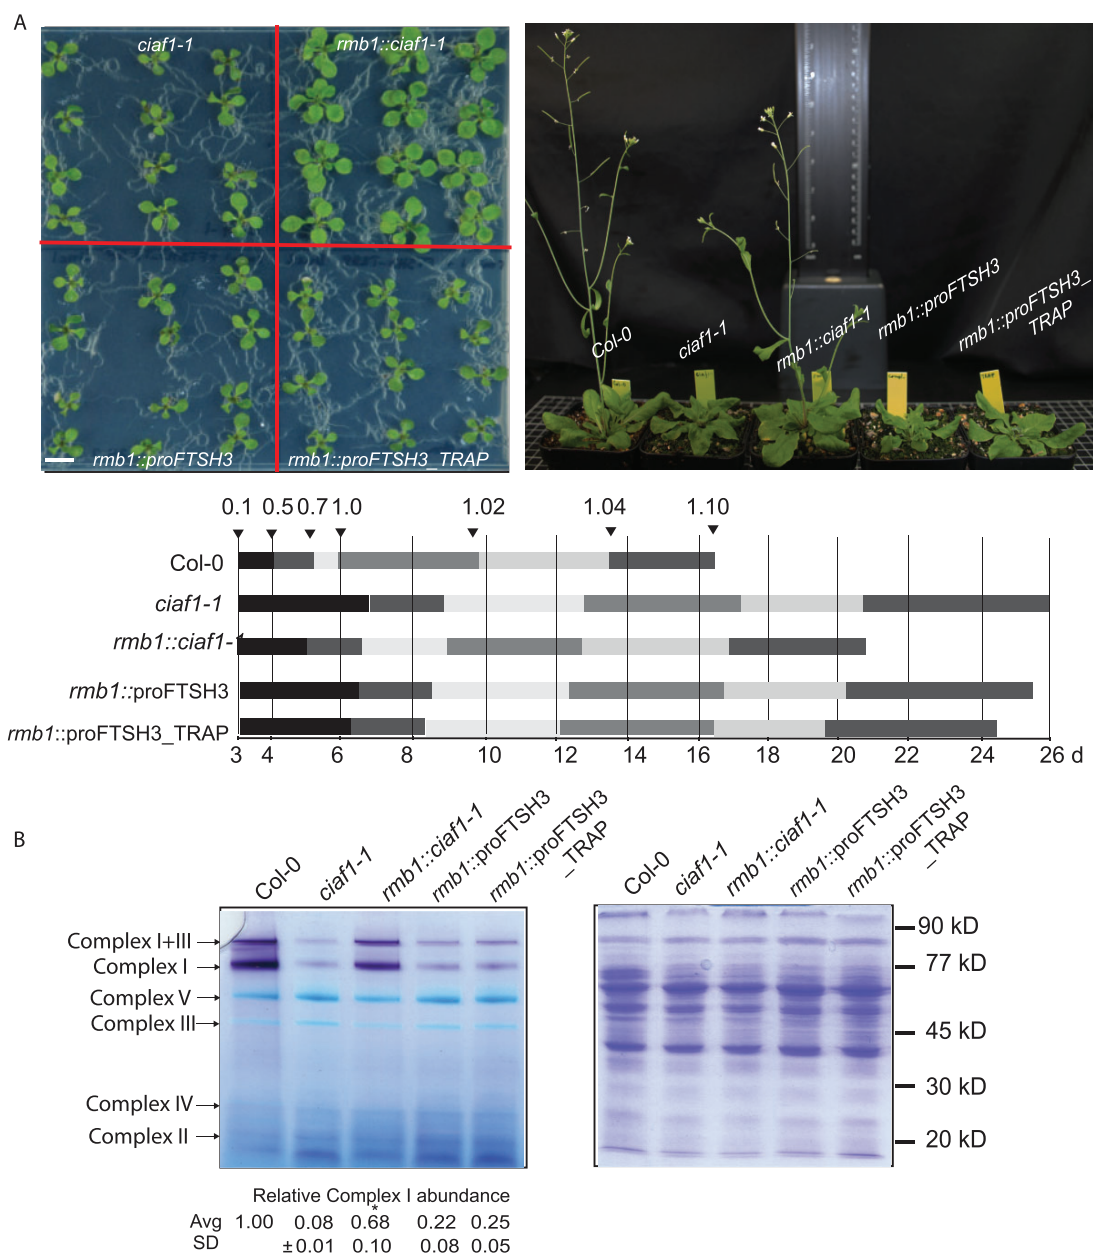 A
ciaf1-1
rmb1::ciaf1-1
rmb1::proFTSH3
rmb1::proFTSH3_TRAP
Col-0
ciaf1-1
rmb1::ciaf1-1
rmb1::proFTSH3
rmb1::proFTSH3_
TRAP
0.1 0.5 0.7 1.0 1.02 1.04 1.10
Col-0
ciaf1-1
rmb1::ciaf1-1
rmb1::proFTSH3
rmb1::proFTSH3_TRAP
3 4 6 8 10 12 14 16 18 20 22 24 26 d
B
Col-0
ciaf1-1
rmb1::ciaf1-1
rmb1::proFTSH3
rmb1::proFTSH3
_TRAP
Col-0
ciaf1-1
rmb1::ciaf1-1
rmb1::proFTSH3
rmb1::proFTSH3
_TRAP
Complex I+III
Complex I
Complex V
Complex III
Complex IV
Complex II
90 kD
77 kD
45 kD
30 kD
20 kD
Relative Complex I abundance
*
Avg 1.00 0.08 0.68 0.22 0.25
SD ±0.01 0.10 0.08 0.05